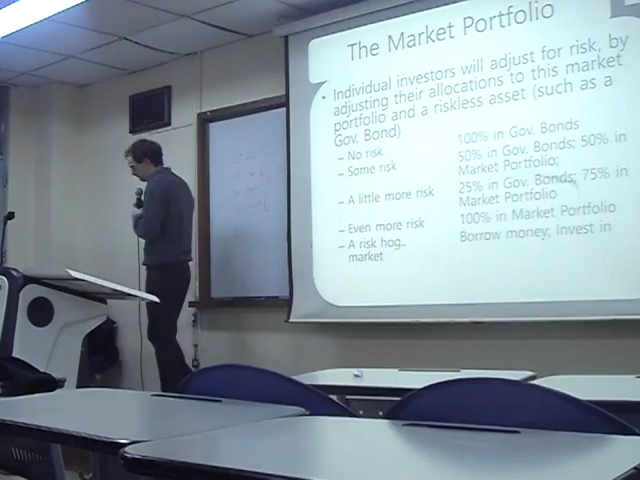 The Market Portfolio
• Individual investors will adjust for risk, by
adjusting their allocations to this market
portfolio and a riskless asset (such as a
Gov. Bond)
– No risk 100% in Gov. Bonds
– Some risk 50% in Gov. Bonds; 50% in
Market Portfolio;
– A little more risk 25% in Gov. Bonds; 75% in
Market Portfolio
– Even more risk 100% in Market Portfolio
– A risk hog.. Borrow money; Invest in
market